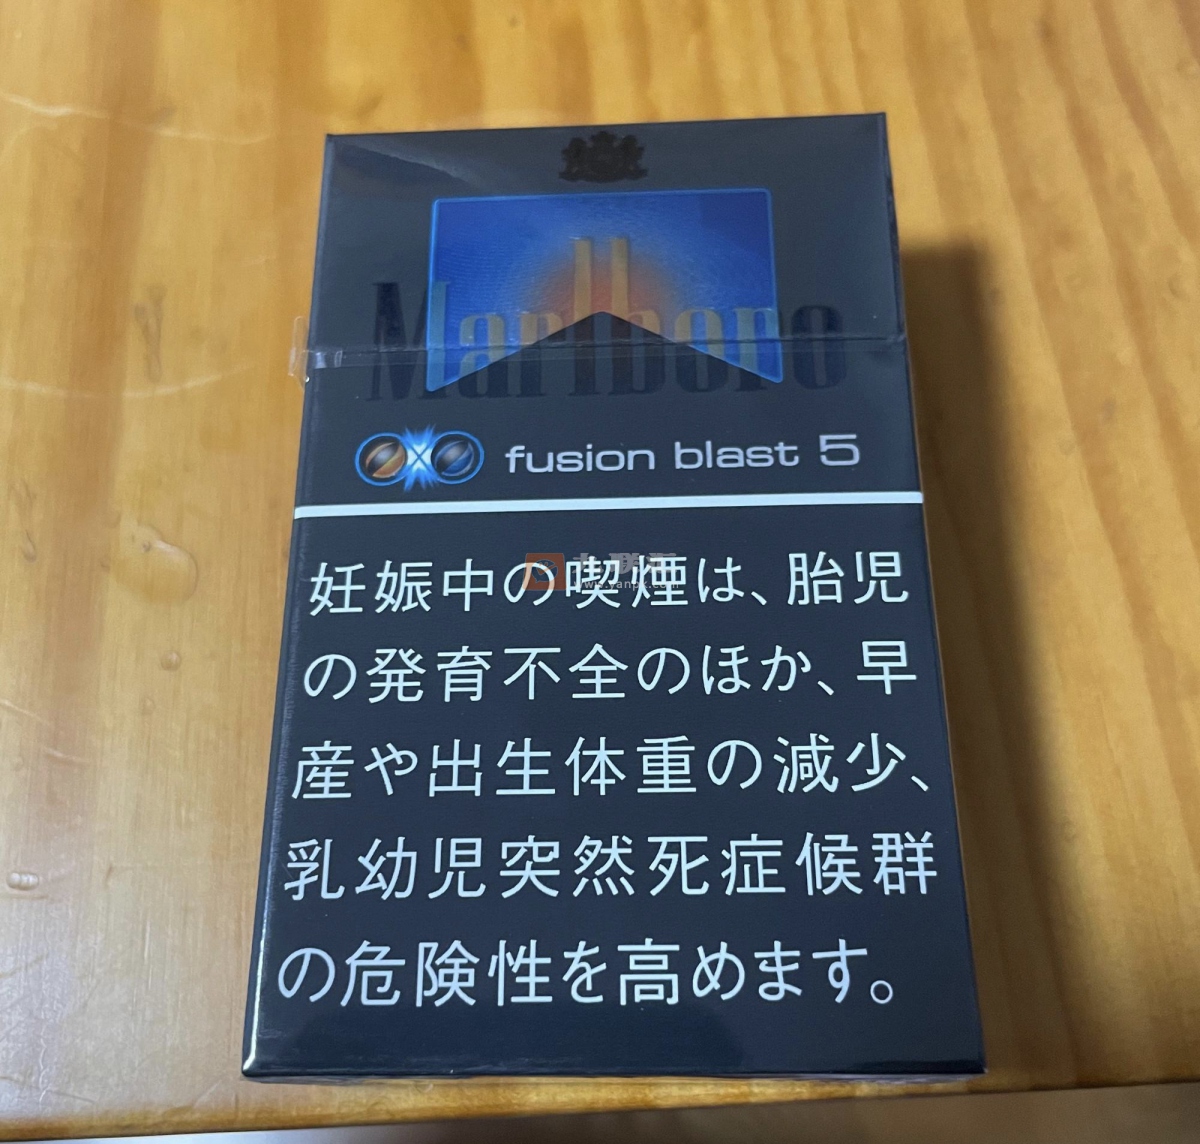 Marlboro
fusion blast 5
妊娠中の喫煙は、胎児
の発育不全のほか、早
産や出生体重の減少、
乳幼児突然死症候群
の危険性を高めます。